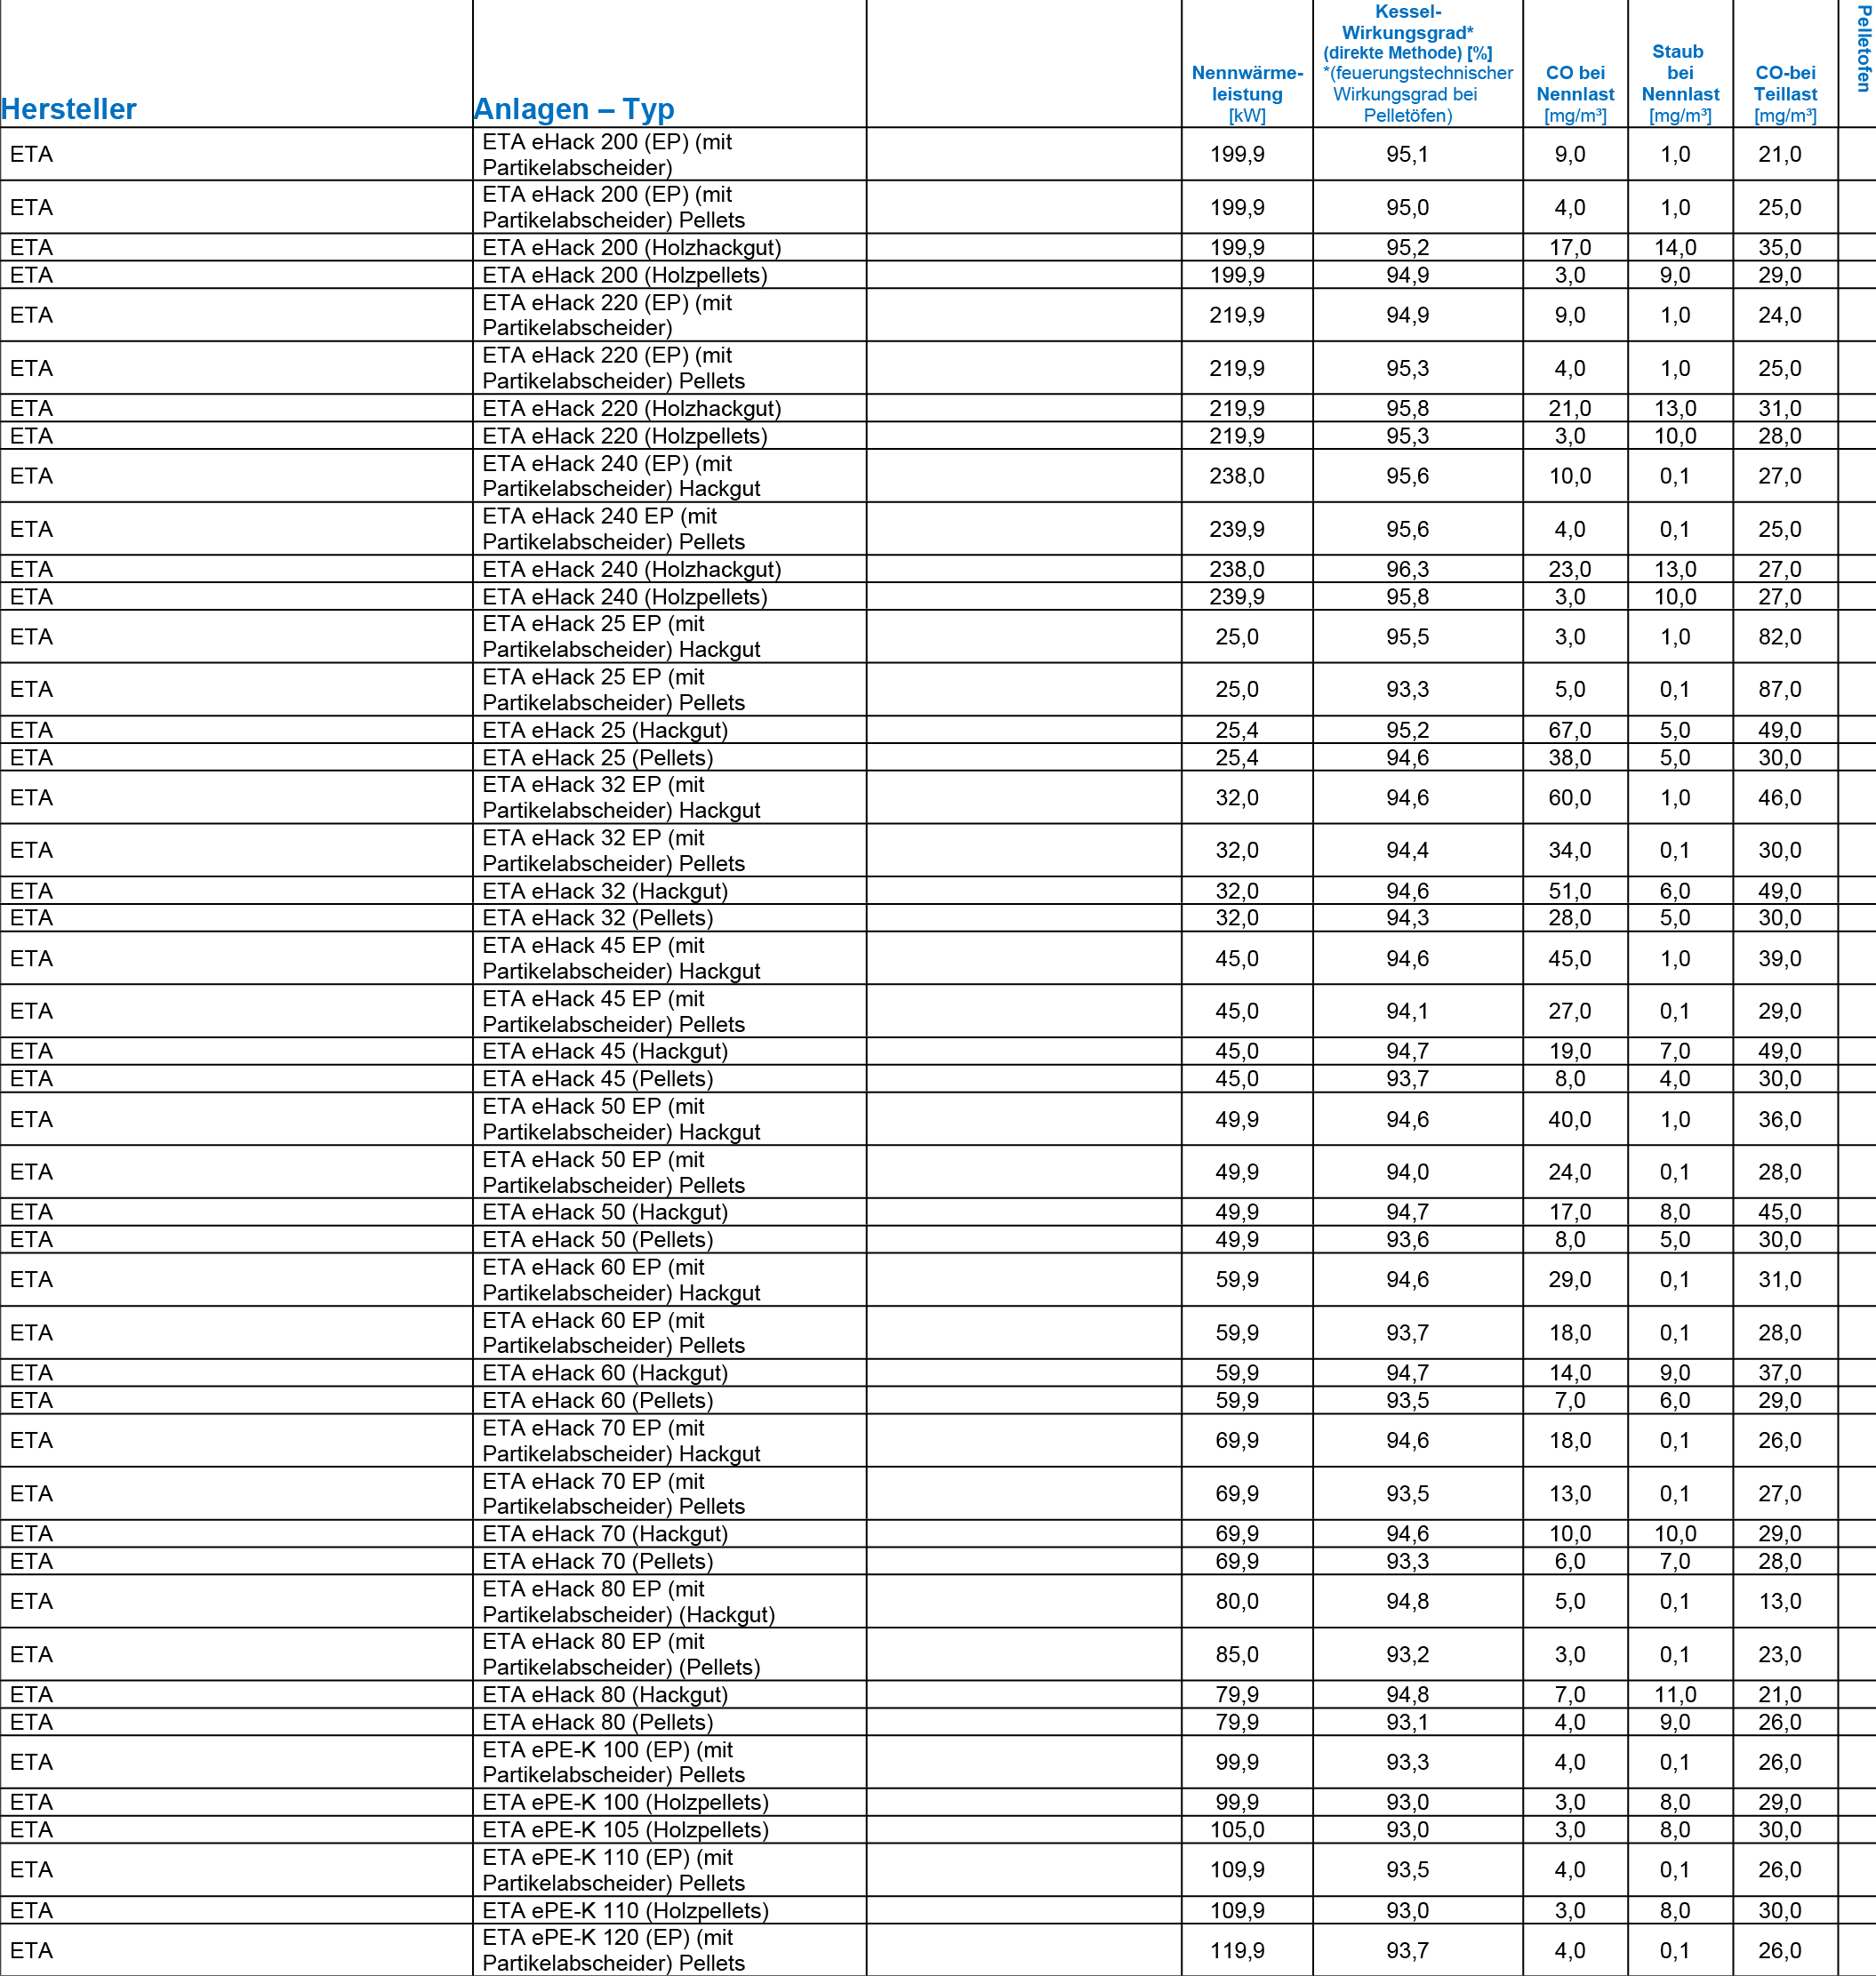 Hersteller
Anlagen – Typ
Nennwärme-
leistung
[kW]
Kessel-
Wirkungsgrad*
(direkte Methode) [%]
*(feuerungstechnischer
Wirkungsgrad bei
Pelletöfen)
CO bei
Nennlast
[mg/m³]
Staub
bei
Nennlast
[mg/m³]
CO-bei
Teillast
[mg/m³]
Pelletofen
ETA ETA eHack 200 (EP) (mit
Partikelabscheider) 199,9 95,1 9,0 1,0 21,0
ETA ETA eHack 200 (EP) (mit
Partikelabscheider) Pellets 199,9 95,0 4,0 1,0 25,0
ETA ETA eHack 200 (Holzhackgut) 199,9 95,2 17,0 14,0 35,0
ETA ETA eHack 200 (Holzpellets) 199,9 94,9 3,0 9,0 29,0
ETA ETA eHack 220 (EP) (mit
Partikelabscheider) 219,9 94,9 9,0 1,0 24,0
ETA ETA eHack 220 (EP) (mit
Partikelabscheider) Pellets 219,9 95,3 4,0 1,0 25,0
ETA ETA eHack 220 (Holzhackgut) 219,9 95,8 21,0 13,0 31,0
ETA ETA eHack 220 (Holzpellets) 219,9 95,3 3,0 10,0 28,0
ETA ETA eHack 240 (EP) (mit
Partikelabscheider) Hackgut 238,0 95,6 10,0 0,1 27,0
ETA ETA eHack 240 EP (mit
Partikelabscheider) Pellets 239,9 95,6 4,0 0,1 25,0
ETA ETA eHack 240 (Holzhackgut) 238,0 96,3 23,0 13,0 27,0
ETA ETA eHack 240 (Holzpellets) 239,9 95,8 3,0 10,0 27,0
ETA ETA eHack 25 EP (mit
Partikelabscheider) Hackgut 25,0 95,5 3,0 1,0 82,0
ETA ETA eHack 25 EP (mit
Partikelabscheider) Pellets 25,0 93,3 5,0 0,1 87,0
ETA ETA eHack 25 (Hackgut) 25,4 95,2 67,0 5,0 49,0
ETA ETA eHack 25 (Pellets) 25,4 94,6 38,0 5,0 30,0
ETA ETA eHack 32 EP (mit
Partikelabscheider) Hackgut 32,0 94,6 60,0 1,0 46,0
ETA ETA eHack 32 EP (mit
Partikelabscheider) Pellets 32,0 94,4 34,0 0,1 30,0
ETA ETA eHack 32 (Hackgut) 32,0 94,6 51,0 6,0 49,0
ETA ETA eHack 32 (Pellets) 32,0 94,3 28,0 5,0 30,0
ETA ETA eHack 45 EP (mit
Partikelabscheider) Hackgut 45,0 94,6 45,0 1,0 39,0
ETA ETA eHack 45 EP (mit
Partikelabscheider) Pellets 45,0 94,1 27,0 0,1 29,0
ETA ETA eHack 45 (Hackgut) 45,0 94,7 19,0 7,0 49,0
ETA ETA eHack 45 (Pellets) 45,0 93,7 8,0 4,0 30,0
ETA ETA eHack 50 EP (mit
Partikelabscheider) Hackgut 49,9 94,6 40,0 1,0 36,0
ETA ETA eHack 50 EP (mit
Partikelabscheider) Pellets 49,9 94,0 24,0 0,1 28,0
ETA ETA eHack 50 (Hackgut) 49,9 94,7 17,0 8,0 45,0
ETA ETA eHack 50 (Pellets) 49,9 93,6 8,0 5,0 30,0
ETA ETA eHack 60 EP (mit
Partikelabscheider) Hackgut 59,9 94,6 29,0 0,1 31,0
ETA ETA eHack 60 EP (mit
Partikelabscheider) Pellets 59,9 93,7 18,0 0,1 28,0
ETA ETA eHack 60 (Hackgut) 59,9 94,7 14,0 9,0 37,0
ETA ETA eHack 60 (Pellets) 59,9 93,5 7,0 6,0 29,0
ETA ETA eHack 70 EP (mit
Partikelabscheider) Hackgut 69,9 94,6 18,0 0,1 26,0
ETA ETA eHack 70 EP (mit
Partikelabscheider) Pellets 69,9 93,5 13,0 0,1 27,0
ETA ETA eHack 70 (Hackgut) 69,9 94,6 10,0 10,0 29,0
ETA ETA eHack 70 (Pellets) 69,9 93,3 6,0 7,0 28,0
ETA ETA eHack 80 EP (mit
Partikelabscheider) (Hackgut) 80,0 94,8 5,0 0,1 13,0
ETA ETA eHack 80 EP (mit
Partikelabscheider) (Pellets) 85,0 93,2 3,0 0,1 23,0
ETA ETA eHack 80 (Hackgut) 79,9 94,8 7,0 11,0 21,0
ETA ETA eHack 80 (Pellets) 79,9 93,1 4,0 9,0 26,0
ETA ETA ePE-K 100 (EP) (mit
Partikelabscheider) Pellets 99,9 93,3 4,0 0,1 26,0
ETA ETA ePE-K 100 (Holzpellets) 99,9 93,0 3,0 8,0 29,0
ETA ETA ePE-K 105 (Holzpellets) 105,0 93,0 3,0 8,0 30,0
ETA ETA ePE-K 110 (EP) (mit
Partikelabscheider) Pellets 109,9 93,5 4,0 0,1 26,0
ETA ETA ePE-K 110 (Holzpellets) 109,9 93,0 3,0 8,0 30,0
ETA ETA ePE-K 120 (EP) (mit
Partikelabscheider) Pellets 119,9 93,7 4,0 0,1 26,0